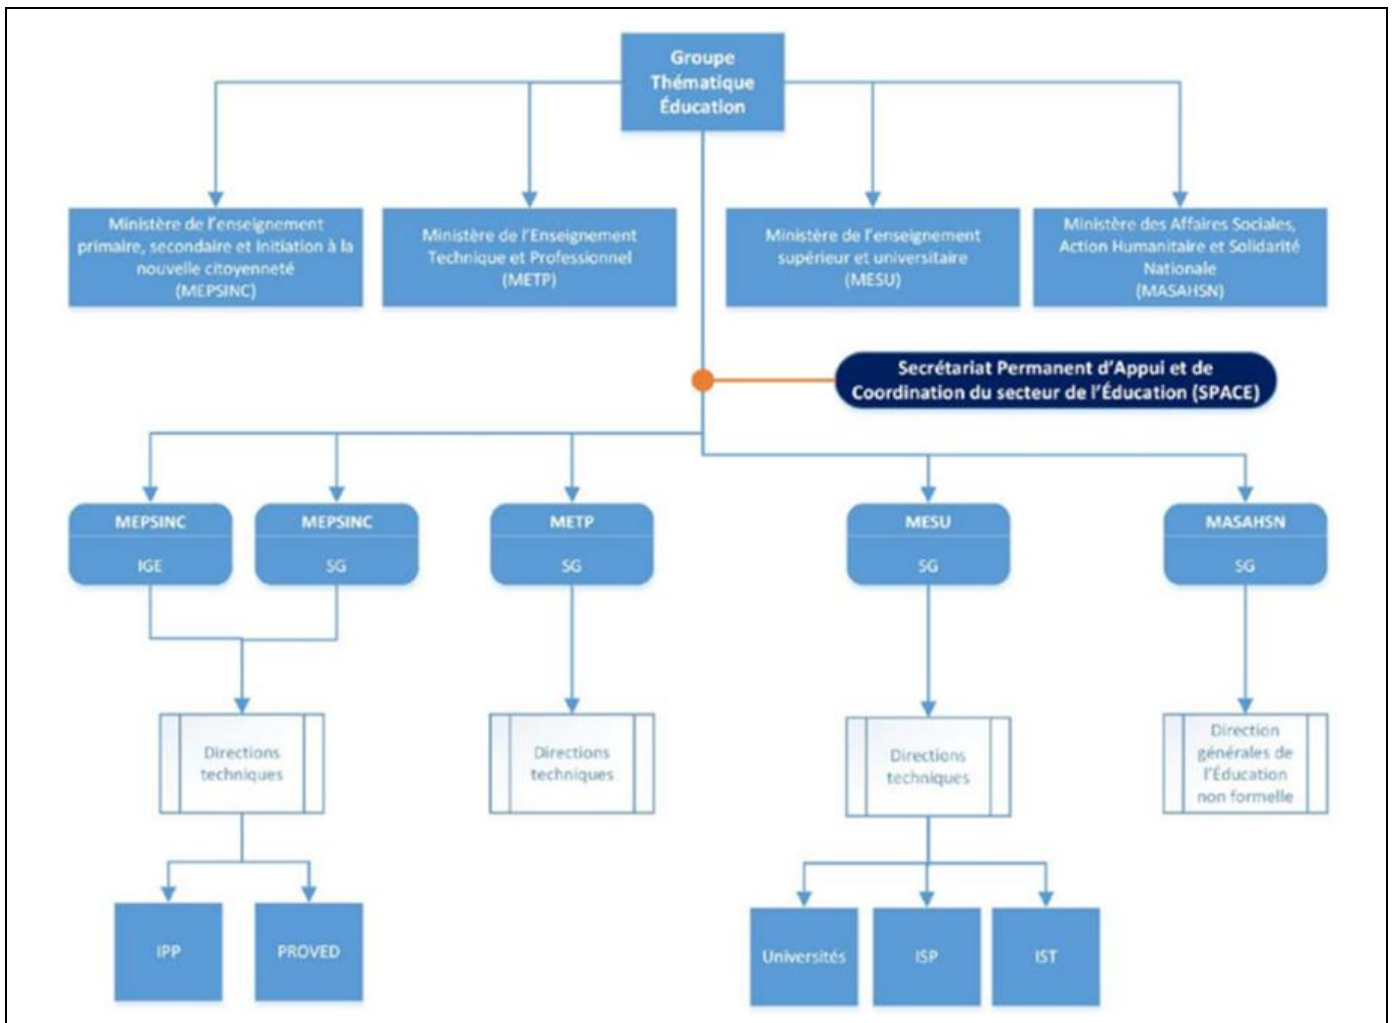 Groupe
Thématique
Éducation
Ministère de l'enseignement
primaire, secondaire et Initiation à la
nouvelle citoyenneté
(MEPSINC)
Ministère de l'Enseignement
Technique et Professionnel
(METP)
Ministère de l'enseignement
supérieur et universitaire
(MESU)
Ministère des Affaires Sociales,
Action Humanitaire et Solidarité
Nationale
(MASAHSN)
Secrétariat Permanent d'Appui et de
Coordination du secteur de l'Éducation (SPACE)
MEPSINC
IGE
MEPSINC
SG
METP
SG
MESU
SG
MASAHSN
SG
Directions
techniques
Directions
techniques
Directions
techniques
Direction
générales de
l'Éducation
non formelle
IPP
PROVED
Universités
ISP
IST